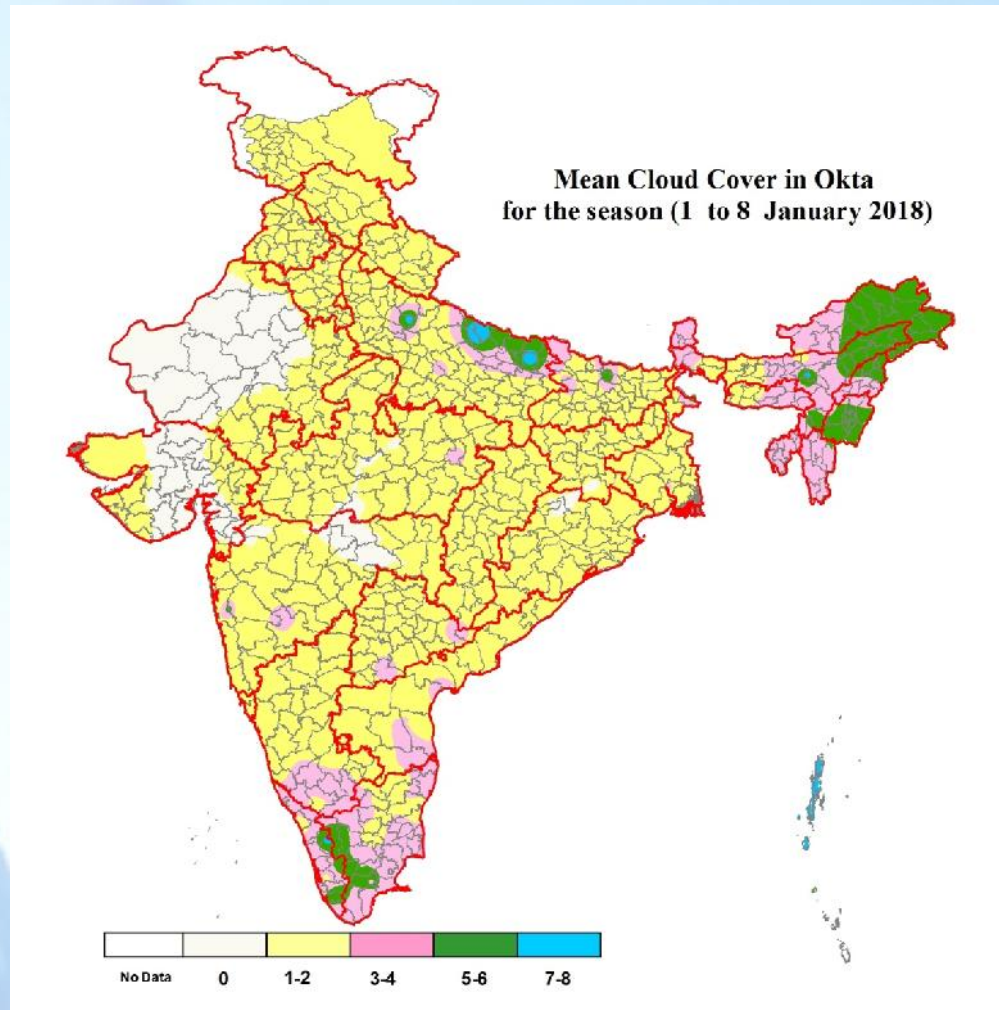 Mean Cloud Cover in Okta
for the season (1 to 8 January 2018)
No Data 0 1-2 3-4 5-6 7-8